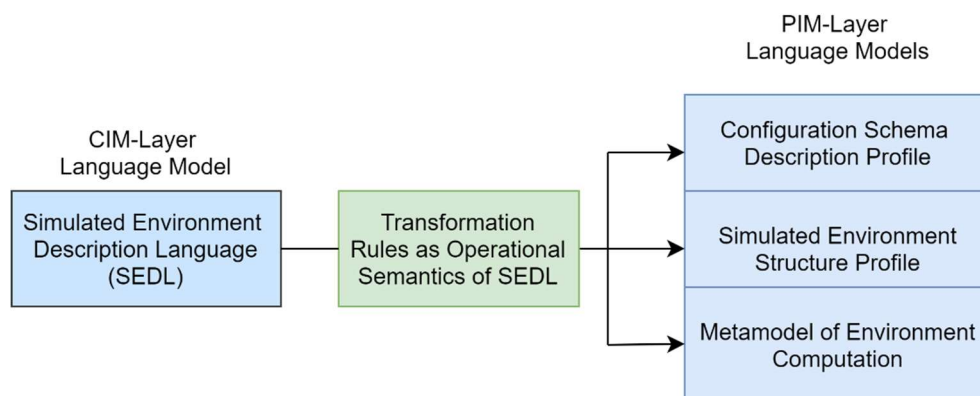 CIM-Layer
Language Model
Simulated Environment
Description Language
(SEDL)
Transformation
Rules as Operational
Semantics of SEDL
PIM-Layer
Language Models
Configuration Schema
Description Profile
Simulated Environment
Structure Profile
Metamodel of Environment
Computation